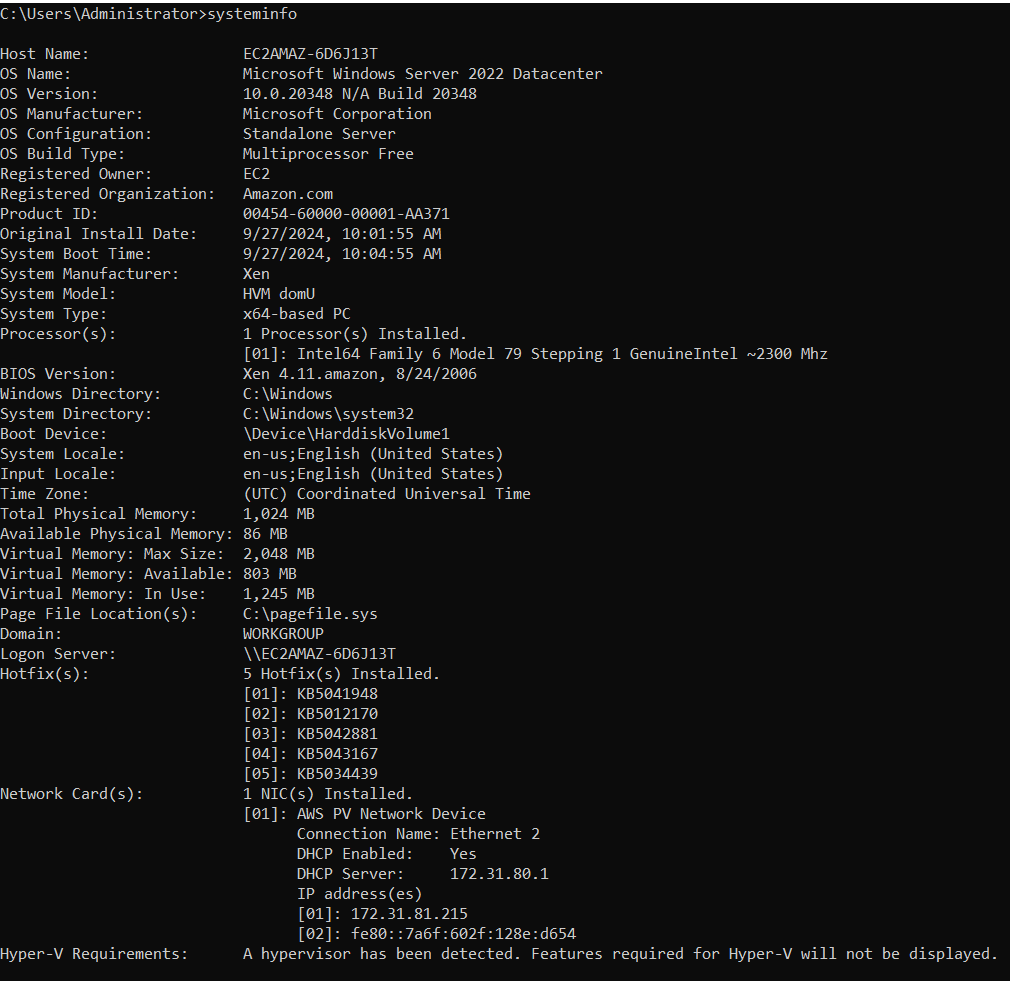 C:\Users\Administrator>systeminfo
Host Name: EC2AMAZ-6D6J13T
OS Name: Microsoft Windows Server 2022 Datacenter
OS Version: 10.0.20348 N/A Build 20348
OS Manufacturer: Microsoft Corporation
OS Configuration: Standalone Server
OS Build Type: Multiprocessor Free
Registered Owner: EC2
Registered Organization: Amazon.com
Product ID: 00454-60000-00001-AA371
Original Install Date: 9/27/2024, 10:01:55 AM
System Boot Time: 9/27/2024, 10:04:55 AM
System Manufacturer: Xen
System Model: HVM domU
System Type: x64-based PC
Processor(s): 1 Processor(s) Installed.
[01]: Intel64 Family 6 Model 79 Stepping 1 GenuineIntel ~2300 Mhz
BIOS Version: Xen 4.11.amazon, 8/24/2006
Windows Directory: C:\Windows
System Directory: C:\Windows\system32
Boot Device: \Device\HarddiskVolume1
System Locale: en-us;English (United States)
Input Locale: en-us;English (United States)
Time Zone: (UTC) Coordinated Universal Time
Total Physical Memory: 1,024 MB
Available Physical Memory: 86 MB
Virtual Memory: Max Size: 2,048 MB
Virtual Memory: Available: 803 MB
Virtual Memory: In Use: 1,245 MB
Page File Location(s): C:\pagefile.sys
Domain: WORKGROUP
Logon Server: \\EC2AMAZ-6D6J13T
Hotfix(s): 5 Hotfix(s) Installed.
[01]: KB5041948
[02]: KB5012170
[03]: KB5042881
[04]: KB5043167
[05]: KB5034439
Network Card(s): 1 NIC(s) Installed.
[01]: AWS PV Network Device
Connection Name: Ethernet 2
DHCP Enabled: Yes
DHCP Server: 172.31.80.1
IP address(es)
[01]: 172.31.81.215
[02]: fe80::7a6f:602f:128e:d654
Hyper-V Requirements: A hypervisor has been detected. Features required for Hyper-V will not be displayed.